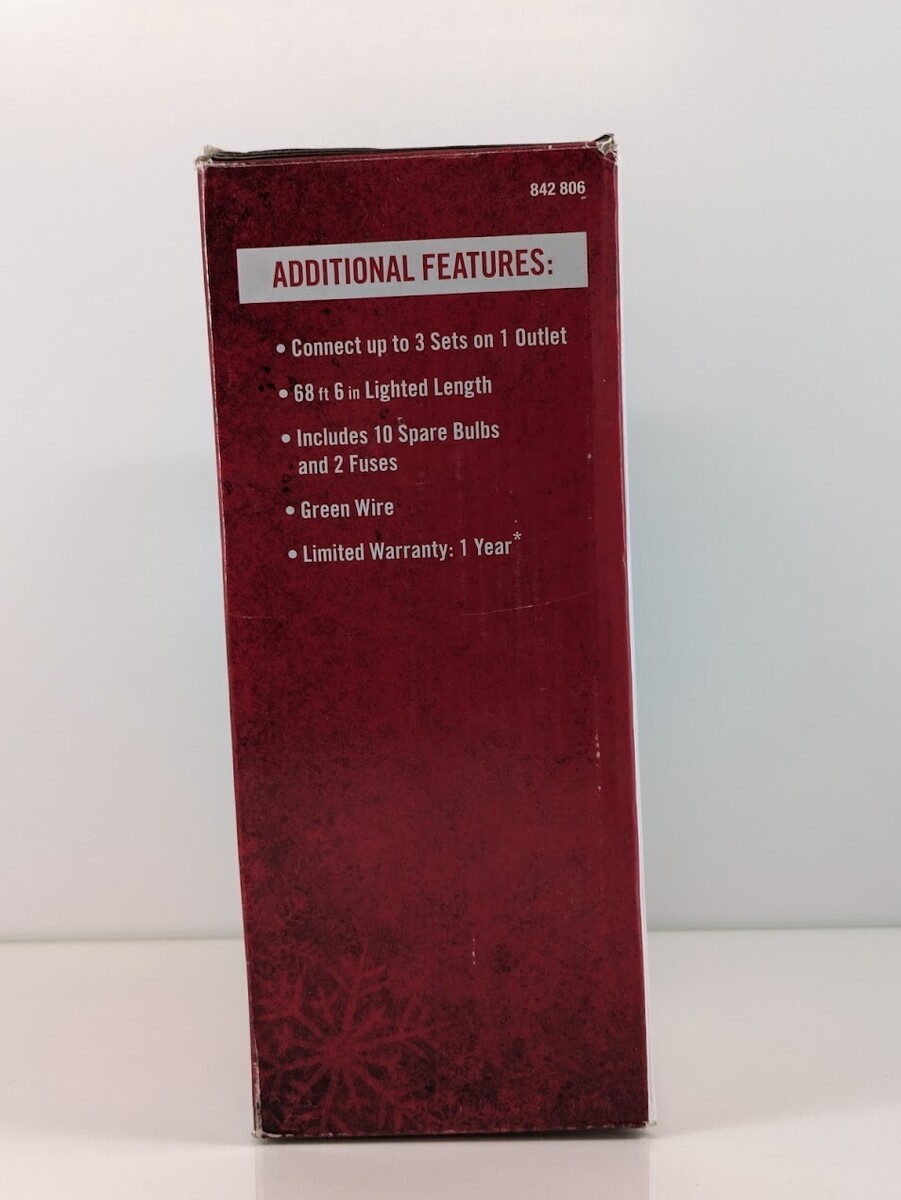 842 806
ADDITIONAL FEATURES:
• Connect up to 3 Sets on 1 Outlet
• 68 ft 6 in Lighted Length
• Includes 10 Spare Bulbs
and 2 Fuses
• Green Wire
• Limited Warranty: 1 Year*